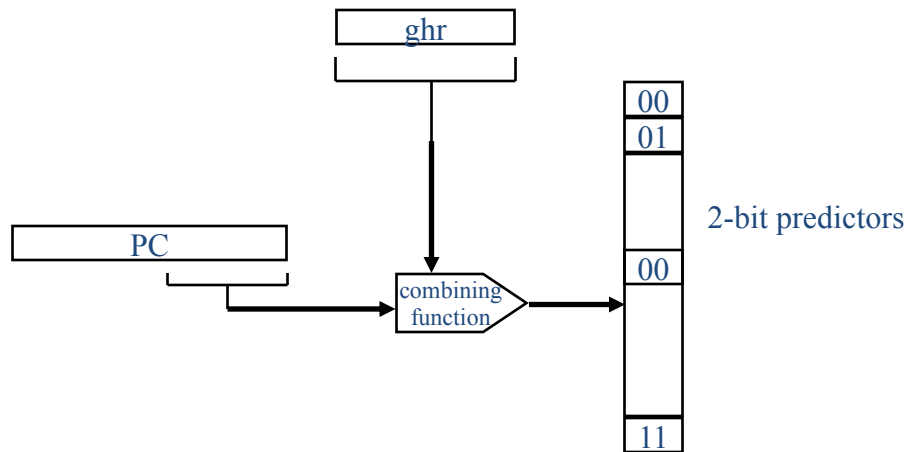 ghr
00
01
2-bit predictors
PC
00
combining
function
11